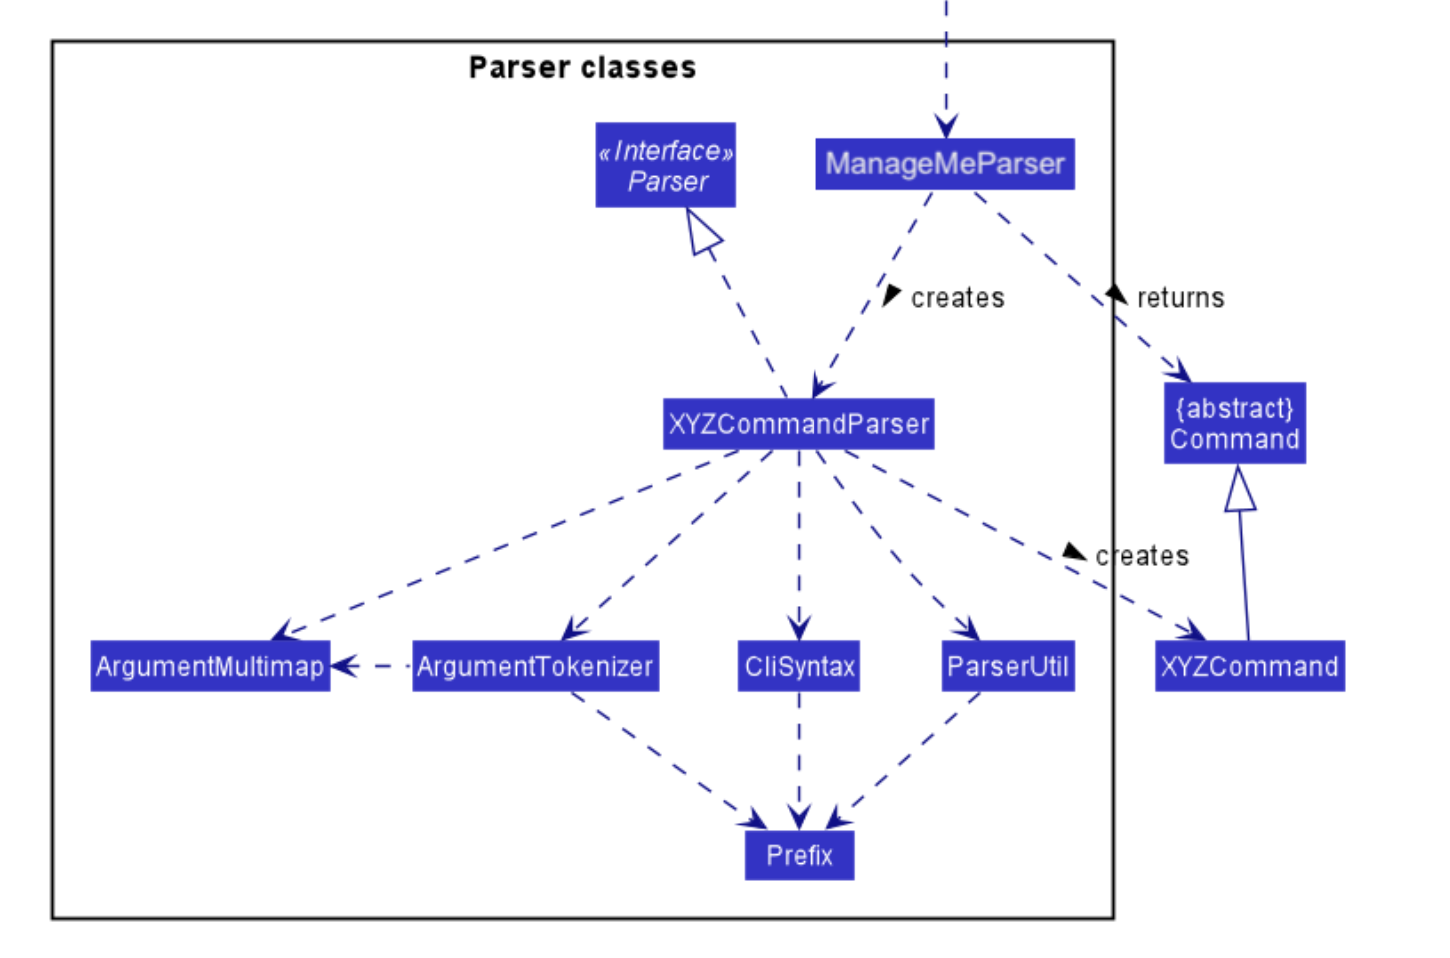 Parser classes
«Interface»
Parser
ManageMeParser
creates
returns
XYZCommandParser
{abstract}
Command
creates
ArgumentMultimap
ArgumentTokenizer
CliSyntax
ParserUtil
XYZCommand
Prefix